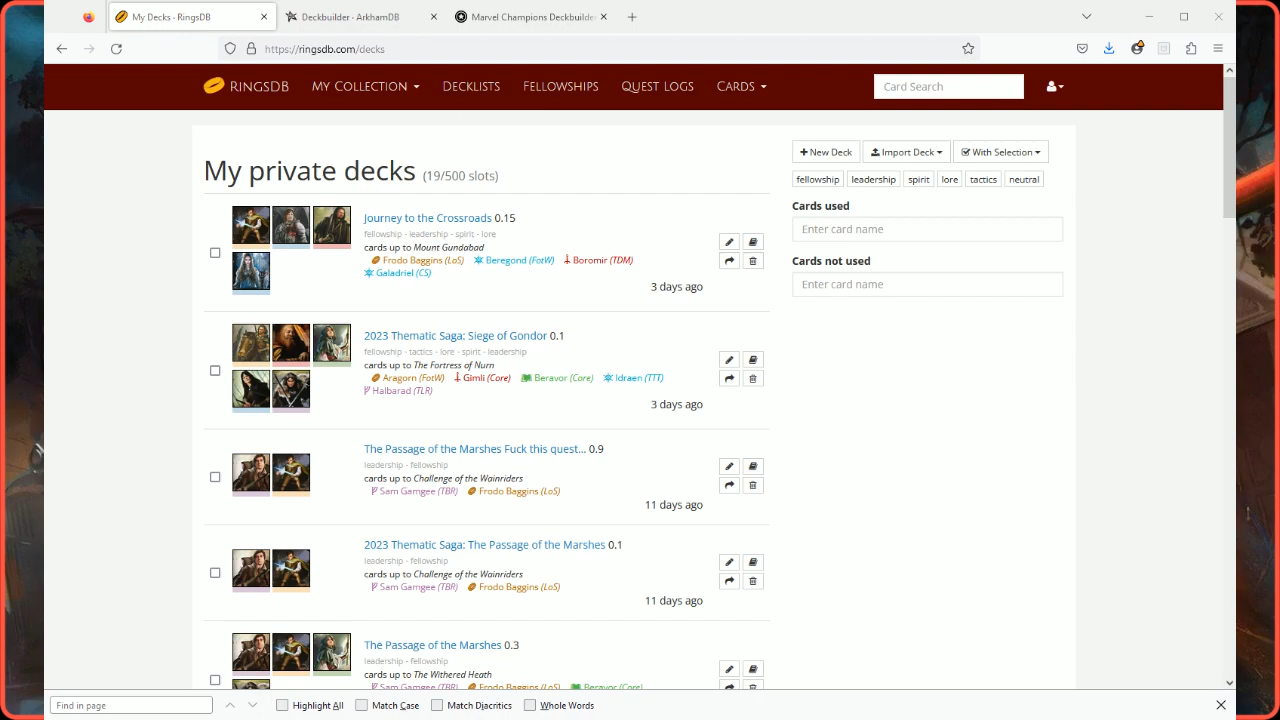 My Decks - RingsDB
Deckbuilder - ArkhamDB
Marvel Champions Deckbuilder
https://ringsdb.com/decks
RINGSDB
MY COLLECTION
DECKLISTS
FELLOWSHIPS
QUEST LOGS
CARDS
Card Search
My private decks (19/500 slots)
New Deck
Import Deck
With Selection
fellowship
leadership
spirit
lore
tactics
neutral
Cards used
Enter card name
Cards not used
Enter card name
Journey to the Crossroads 0.15
fellowship - leadership - spirit - lore
cards up to Mount Gundabad
Frodo Baggins (LoS) Beregond (FotW) Boromir (TDM)
Galadriel (CS)
3 days ago
2023 Thematic Saga: Siege of Gondor 0.1
fellowship - tactics - lore - spirit - leadership
cards up to The Fortress of Nurn
Aragorn (FotW) Gimli (Core) Beravor (Core) Idraen (TTT)
Halbarad (TLR)
3 days ago
The Passage of the Marshes Fuck this quest... 0.9
leadership - fellowship
cards up to Challenge of the Wainriders
Sam Gamgee (TBR) Frodo Baggins (LoS)
11 days ago
2023 Thematic Saga: The Passage of the Marshes 0.1
leadership - fellowship
cards up to Challenge of the Wainriders
Sam Gamgee (TBR) Frodo Baggins (LoS)
11 days ago
The Passage of the Marshes 0.3
leadership - fellowship
cards up to The Withered Heath
Sam Gamgee (TBR) Frodo Baggins (LoS) Beravor (Core)
Find in page
Highlight All
Match Case
Match Diacritics
Whole Words